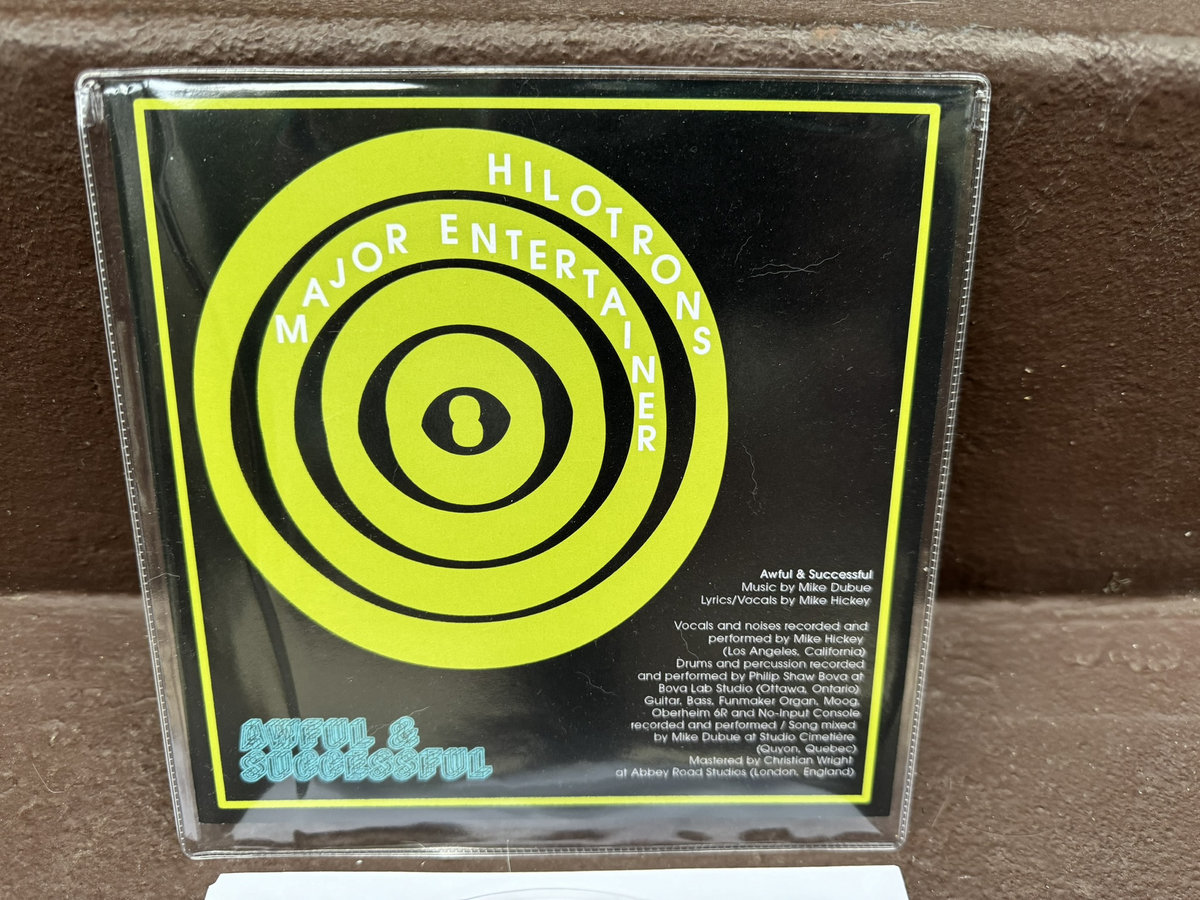 HILOTRONS
MAJOR ENTERTAINER
8
Awful & Successful
Music by Mike Dubue
Lyrics/Vacals by Mike Hickey
Vocals and noises recorded and
performed by Mike Hickey
(Los Angeles, California)
Drums and percussion recorded
and performed by Philip Shaw Bova at
Bova Lab Studio (Ottawa, Ontario)
Guitar, Bass, Funmaker Organ, Moog,
Oberheim 6R and No-Input Console
recorded and performed / Song mixed
by Mike Dubue at Studio Cimetière
(Quyon, Quebec)
Mastered by Christian Wright
at Abbey Road Studios (London, England)
AWFUL &
SUCCESSFUL